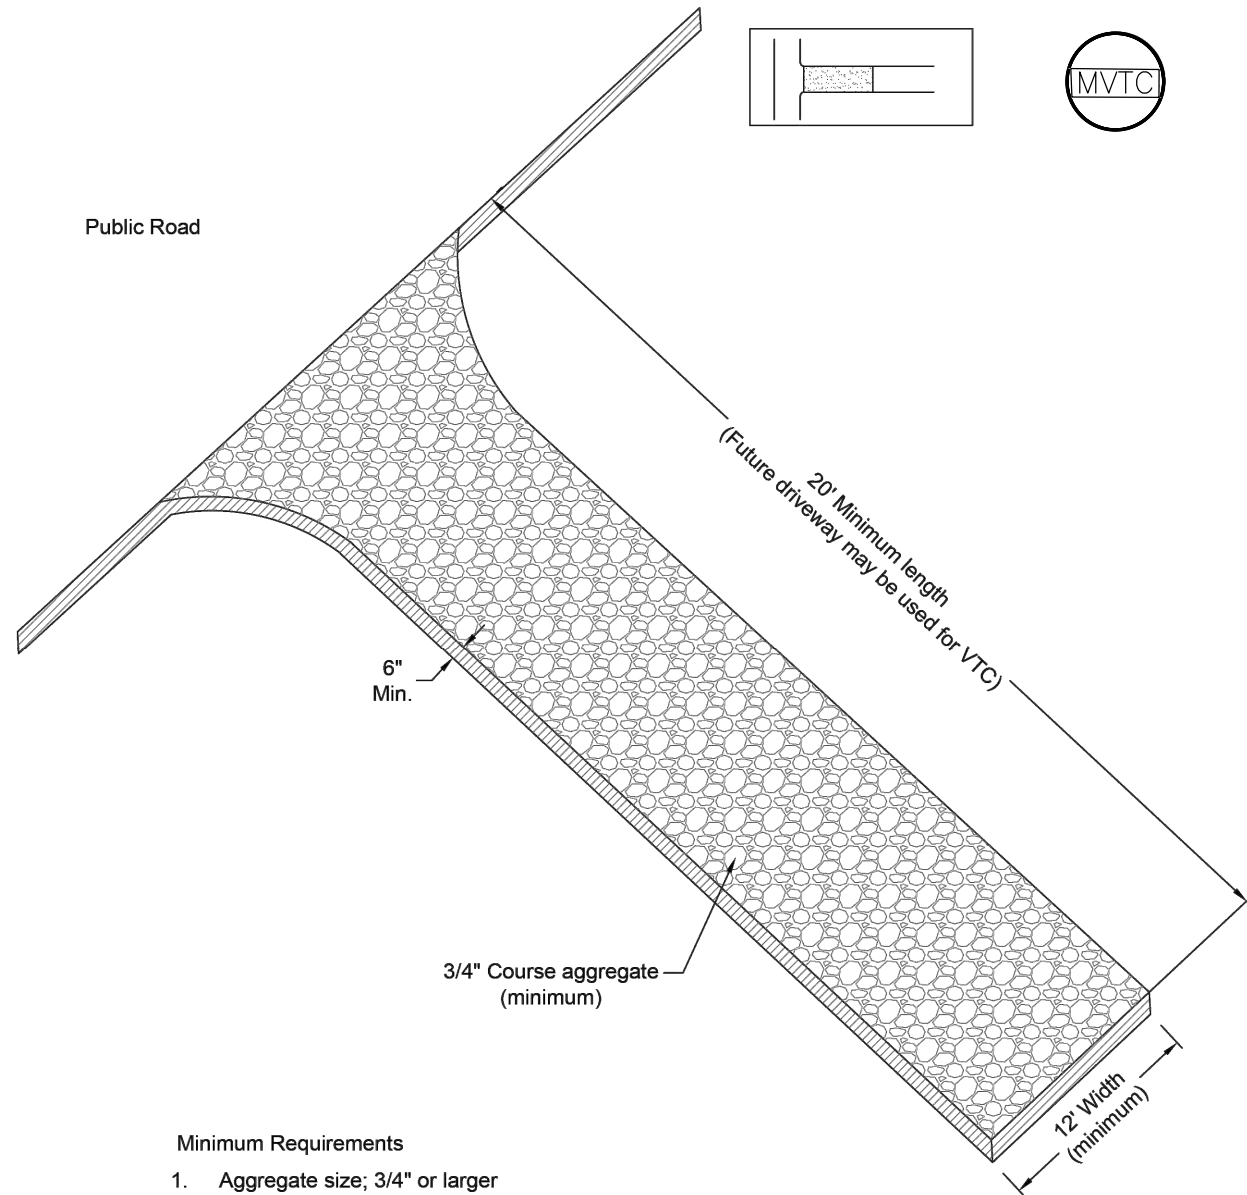 MVTC
Public Road
20' Minimum length
(Future driveway may be used for VTC)
6"
Min.
3/4" Course aggregate
(minimum)
12' Width
(minimum)
Minimum Requirements
1. Aggregate size; 3/4" or larger